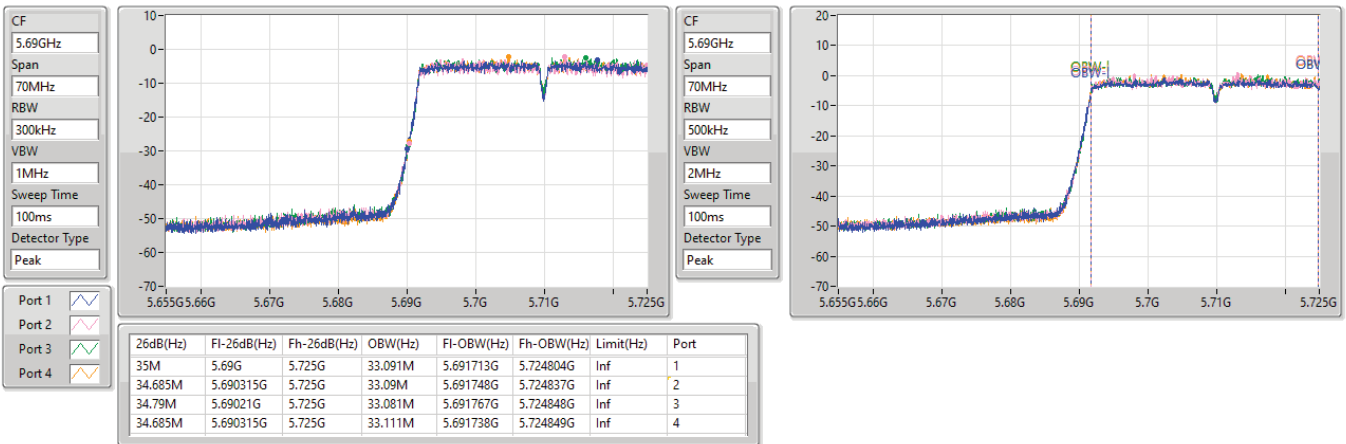 CF
5.69GHz
Span
70MHz
RBW
300kHz
VBW
1MHz
Sweep Time
100ms
Detector Type
Peak
10
0
-10
-20
-30
-40
-50
-60
-70
5.655G 5.66G 5.67G 5.68G 5.69G 5.7G 5.71G 5.725G
CF
5.69GHz
Span
70MHz
RBW
500kHz
VBW
2MHz
Sweep Time
100ms
Detector Type
Peak
20
10
0
-10
-20
-30
-40
-50
-60
-70
OBW-
OBW
5.655G 5.66G 5.67G 5.68G 5.69G 5.7G 5.71G 5.725G
Port 1
Port 2
Port 3
Port 4
26dB(Hz) Fl-26dB(Hz) Fh-26dB(Hz) OBW(Hz) Fl-OBW(Hz) Fh-OBW(Hz) Limit(Hz) Port
35M 5.69G 5.725G 33.091M 5.691713G 5.724804G Inf 1
34.685M 5.690315G 5.725G 33.09M 5.691748G 5.724837G Inf 2
34.79M 5.69021G 5.725G 33.081M 5.691767G 5.724848G Inf 3
34.685M 5.690315G 5.725G 33.111M 5.691738G 5.724849G Inf 4